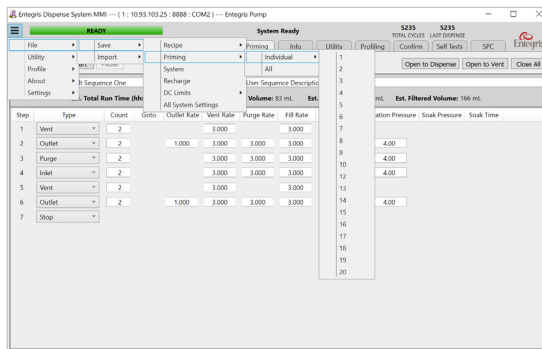 Entegris Dispense System MMI --- ( 1 : 10.93.103.25 : 8888 : COM2 ) --- Entegris Pump
READY
System Ready
5235 5235
TOTAL CYCLES LAST DISPENSE
File Save Recipe Priming Info Utility Profiling Confirm Self Tests SPC Entegris
Utility Import Priming Individual 1
Profile System All 2 Open to Dispense Open to Vent Close All
About Recharge 3
Sequence One User Sequence 4
Settings DC Limits 5
Total Run Time Volume: 83 mL Est. mL Est. Filtered Volume: 166 mL
All System Settings 6
Step Type Count Goto Outlet Rate Vent Rate Purge Rate Fill Rate Pressure Soak Pressure Soak Time
1 Vent 2 3.000 3.000 7
8
2 Outlet 2 1.000 3.000 3.000 3.000 4.00
9
3 Purge 2 3.000 3.000 3.000 10 4.00
11
4 Inlet 2 3.000 3.000 3.000 12 4.00
5 Vent 2 3.000 3.000 13
14
6 Outlet 2 1.000 3.000 3.000 3.000 4.00
15
7 Stop 16
17
18
19
20